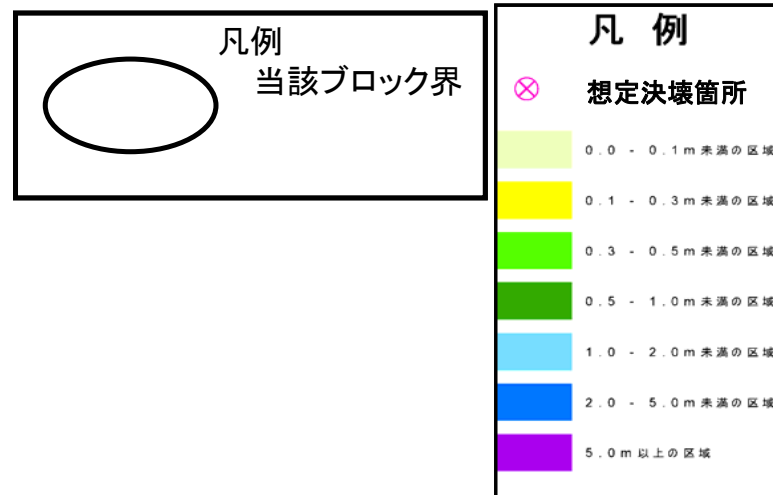 凡例
当該ブロック界
凡 例
想定決壊箇所
0.0 - 0.1m未満の区域
0.1 - 0.3m未満の区域
0.3 - 0.5m未満の区域
0.5 - 1.0m未満の区域
1.0 - 2.0m未満の区域
2.0 - 5.0m未満の区域
5.0m以上の区域